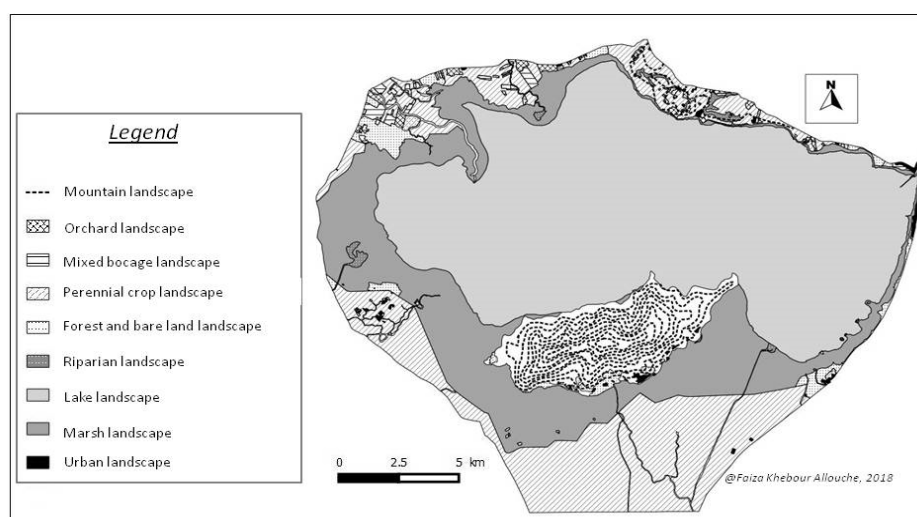 Legend
Mountain landscape
Orchard landscape
Mixed bocage landscape
Perennial crop landscape
Forest and bare land landscape
Riparian landscape
Lake landscape
Marsh landscape
Urban landscape
N
0 2.5 5 km
@Faiza Khebour Allouche, 2018